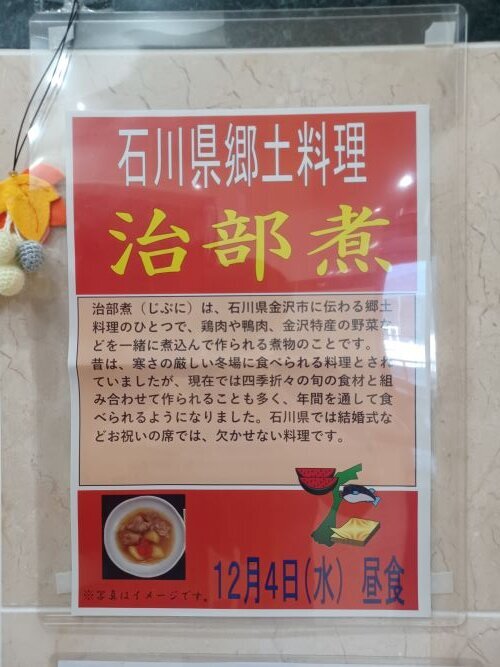 石川県郷土料理
治部煮
治部煮（じぶに）は、石川県金沢市に伝わる郷土
料理のひとつで、鶏肉や鴨肉、金沢特産の野菜な
どを一緒に煮込んで作られる煮物のことです。
昔は、寒さの厳しい冬場に食べられる料理とされ
ていましたが、現在では四季折々の旬の食材と組
み合わせて作られることも多く、年間を通して食
べられるようになりました。石川県では結婚式な
どお祝いの席では、欠かせない料理です。
※写真はイメージです。
12月4日(水) 昼食